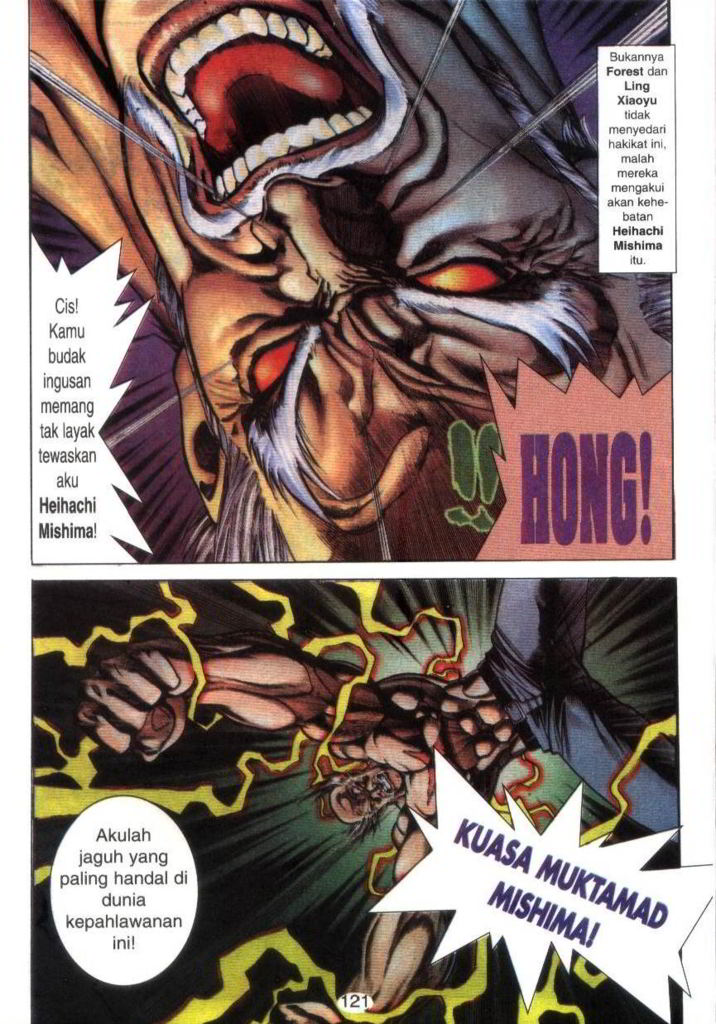 Bukannya
Forest dan
Ling
Xiaoyu
tidak
menyedari
hakikat ini,
malah
mereka
mengakui
akan kehe-
batan
Heihachi
Mishima
itu.
Cis!
Kamu
budak
ingusan
memang
tak layak
tewaskan
aku
Heihachi
Mishima!
!!
HONG!
Akulah
jaguh yang
paling handal di
dunia
kepahlawanan
ini!
KUASA MUKTAMAD
MISHIMA!
121